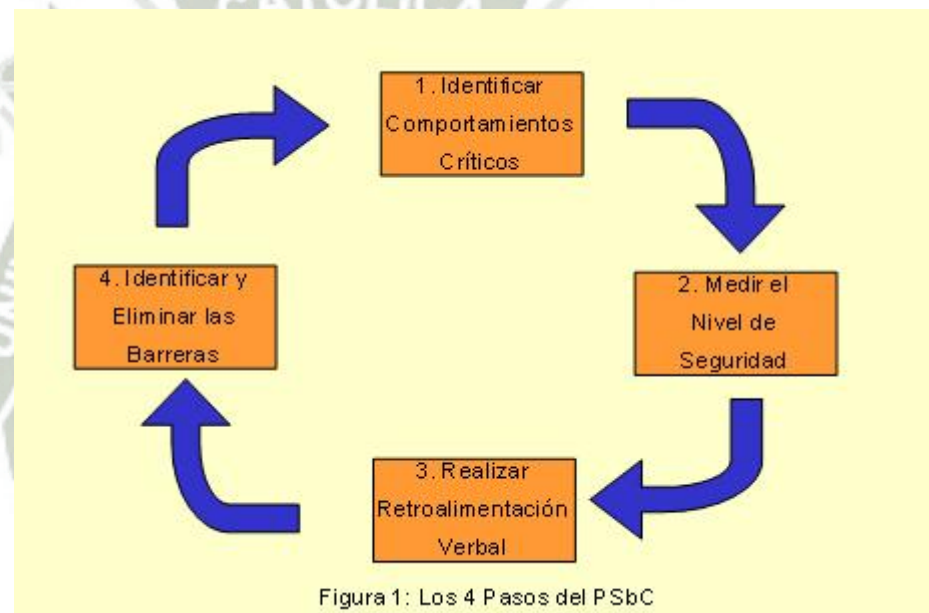 1. Identificar
Comportamientos
Críticos
2. Medir el
Nivel de
Seguridad
3. Realizar
Retroalimentación
Verbal
4. Identificar y
Eliminar las
Barreras
Figura 1: Los 4 Pasos del PSbC